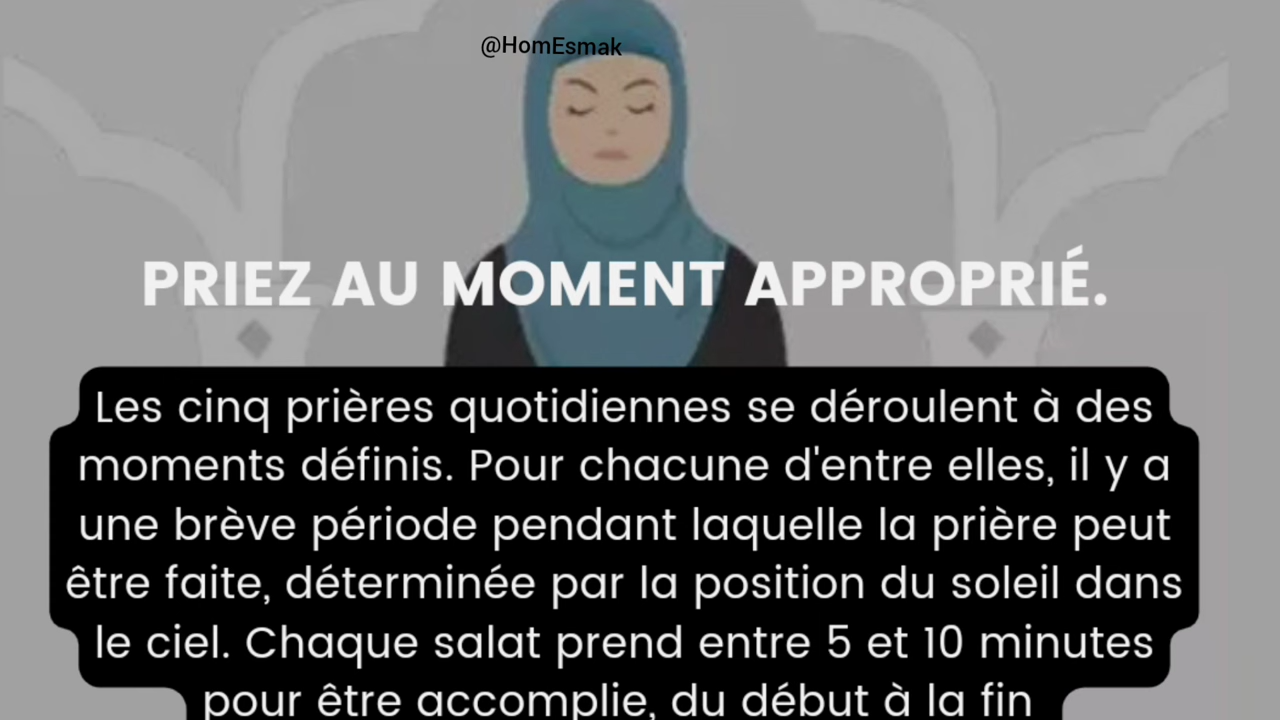 @HomEsmak
PRIEZ AU MOMENT APPROPRIÉ.
Les cinq prières quotidiennes se déroulent à des
moments définis. Pour chacune d'entre elles, il y a
une brève période pendant laquelle la prière peut
être faite, déterminée par la position du soleil dans
le ciel. Chaque salat prend entre 5 et 10 minutes
pour être accomplie, du début à la fin